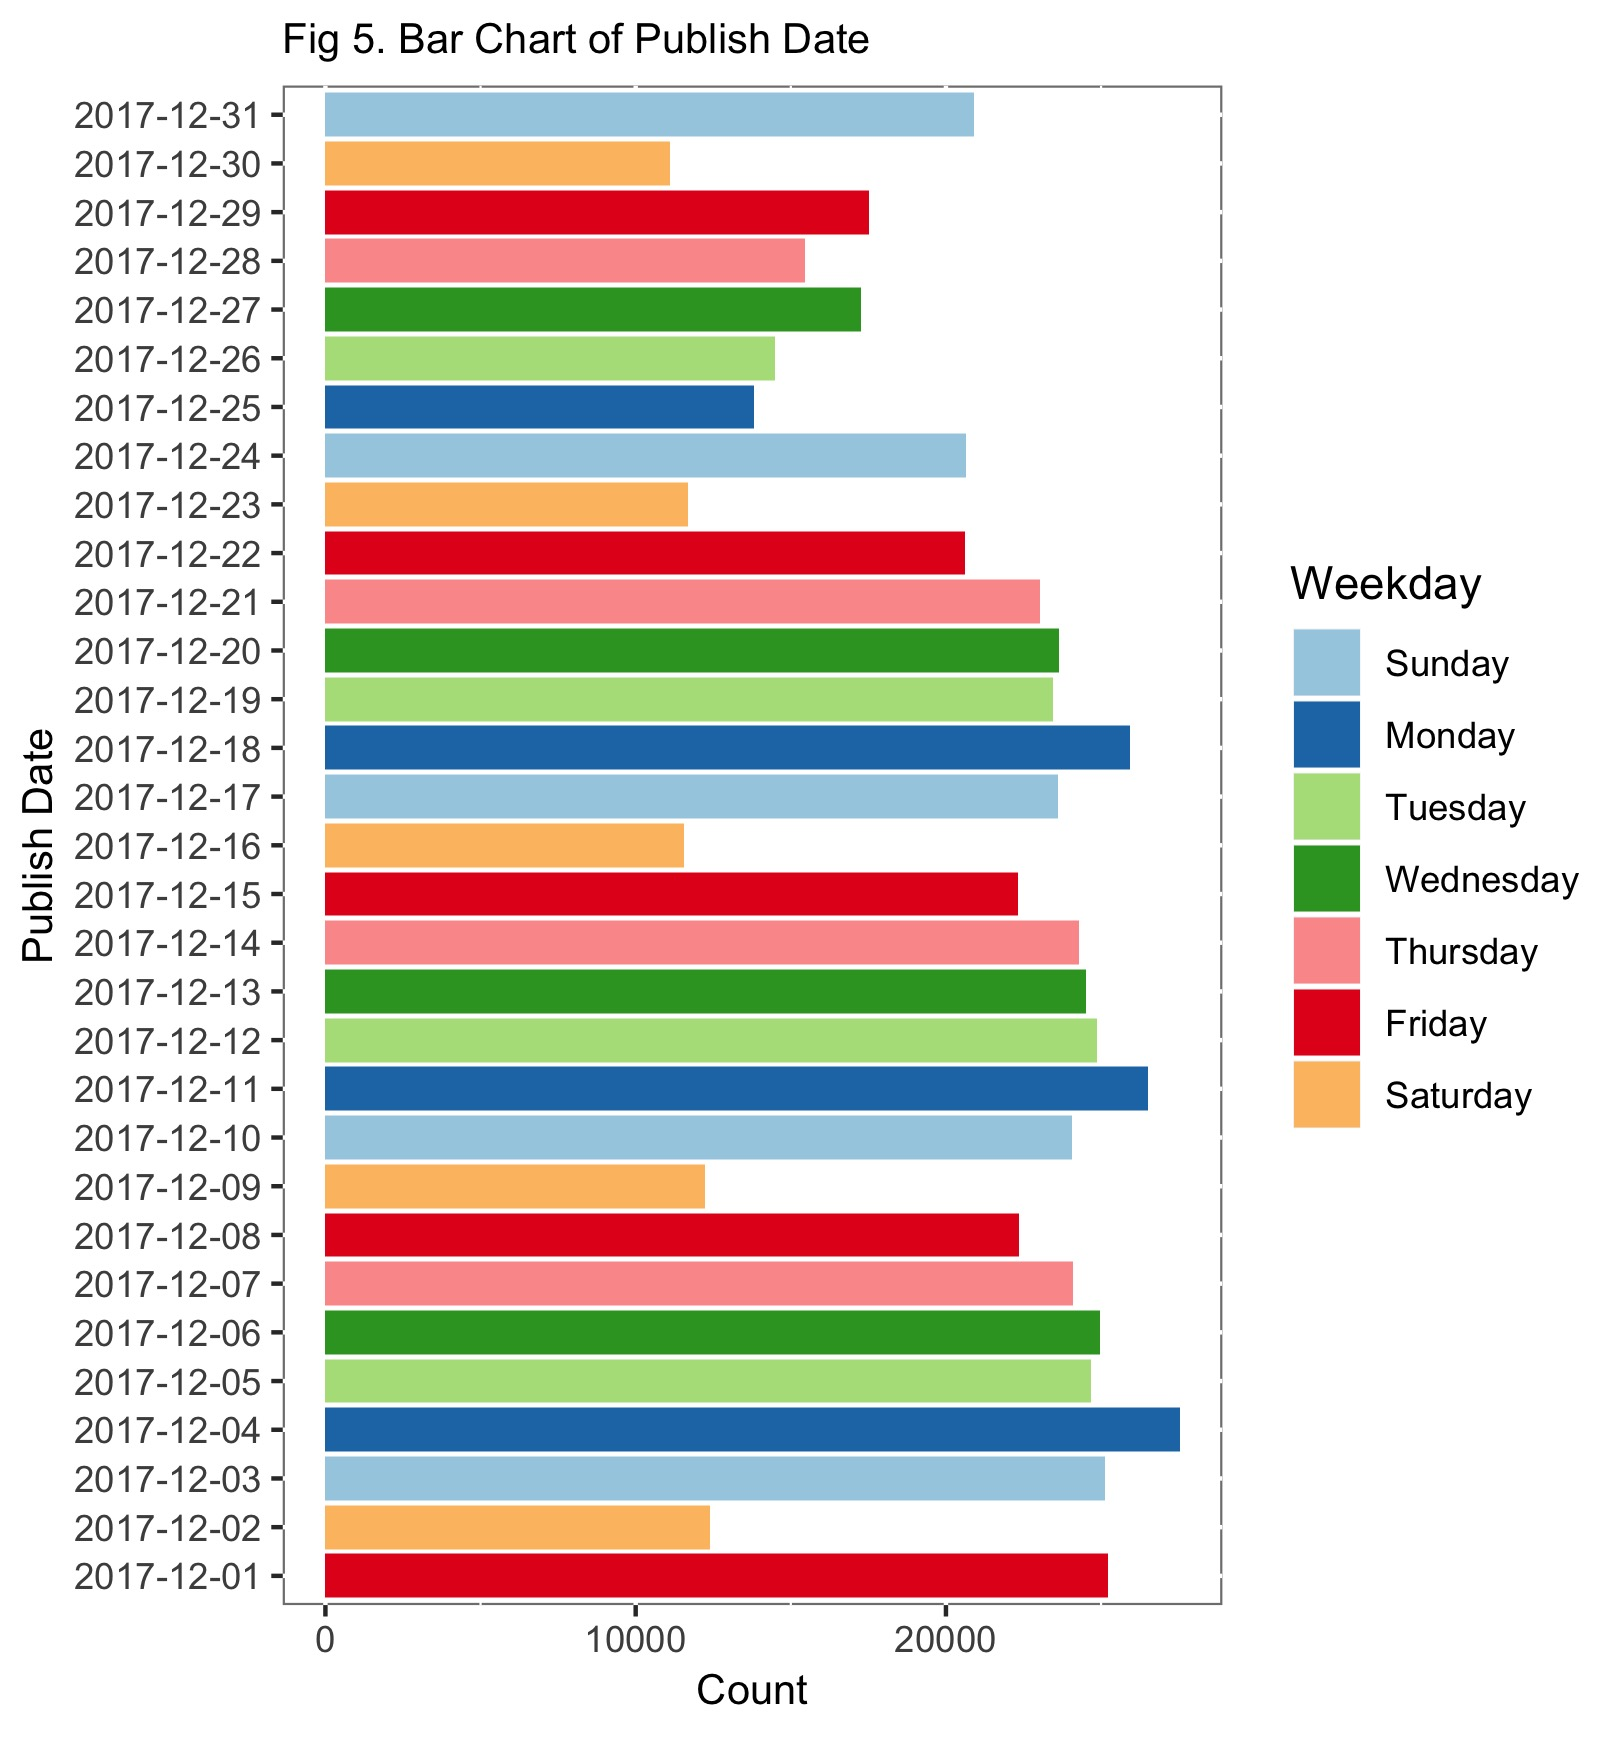 Fig 5. Bar Chart of Publish Date
2017-12-31
2017-12-30
2017-12-29
2017-12-28
2017-12-27
2017-12-26
2017-12-25
2017-12-24
2017-12-23
2017-12-22
2017-12-21
2017-12-20
2017-12-19
2017-12-18
2017-12-17
2017-12-16
2017-12-15
2017-12-14
2017-12-13
2017-12-12
2017-12-11
2017-12-10
2017-12-09
2017-12-08
2017-12-07
2017-12-06
2017-12-05
2017-12-04
2017-12-03
2017-12-02
2017-12-01
Publish Date
0 10000 20000
Count
Weekday
Sunday
Monday
Tuesday
Wednesday
Thursday
Friday
Saturday